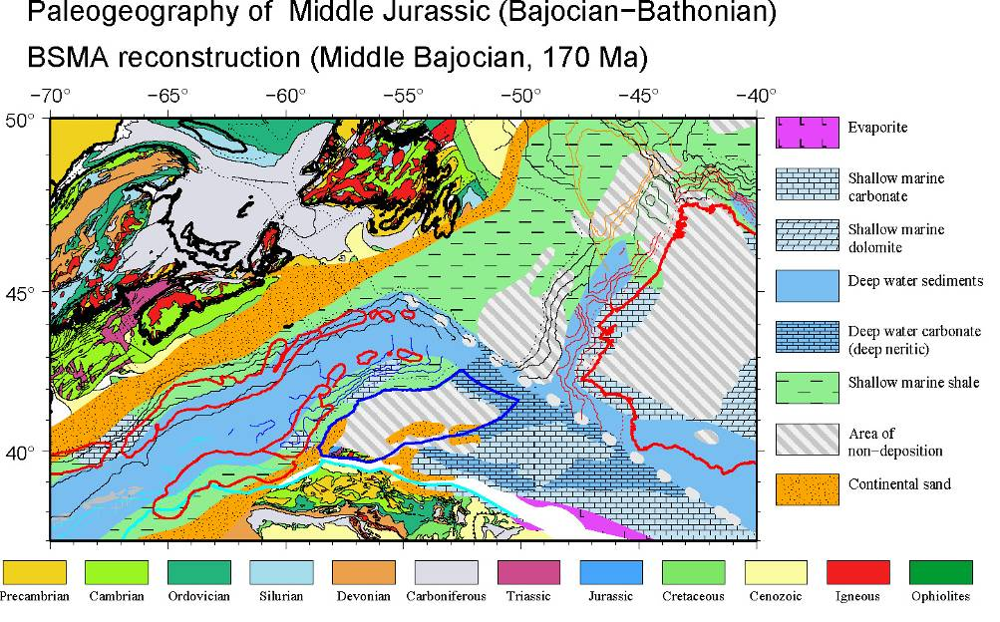 Paleogeography of Middle Jurassic (Bajocian−Bathonian)
BSMA reconstruction (Middle Bajocian, 170 Ma)
−70° −65° −60° −55° −50° −45° −40°
50°
45°
40°
Evaporite
Shallow marine
carbonate
Shallow marine
dolomite
Deep water sediments
Deep water carbonate
(deep neritic)
Shallow marine shale
Area of
non−deposition
Continental sand
Precambrian Cambrian Ordovician Silurian Devonian Carboniferous Triassic Jurassic Cretaceous Cenozoic Igneous Ophiolites